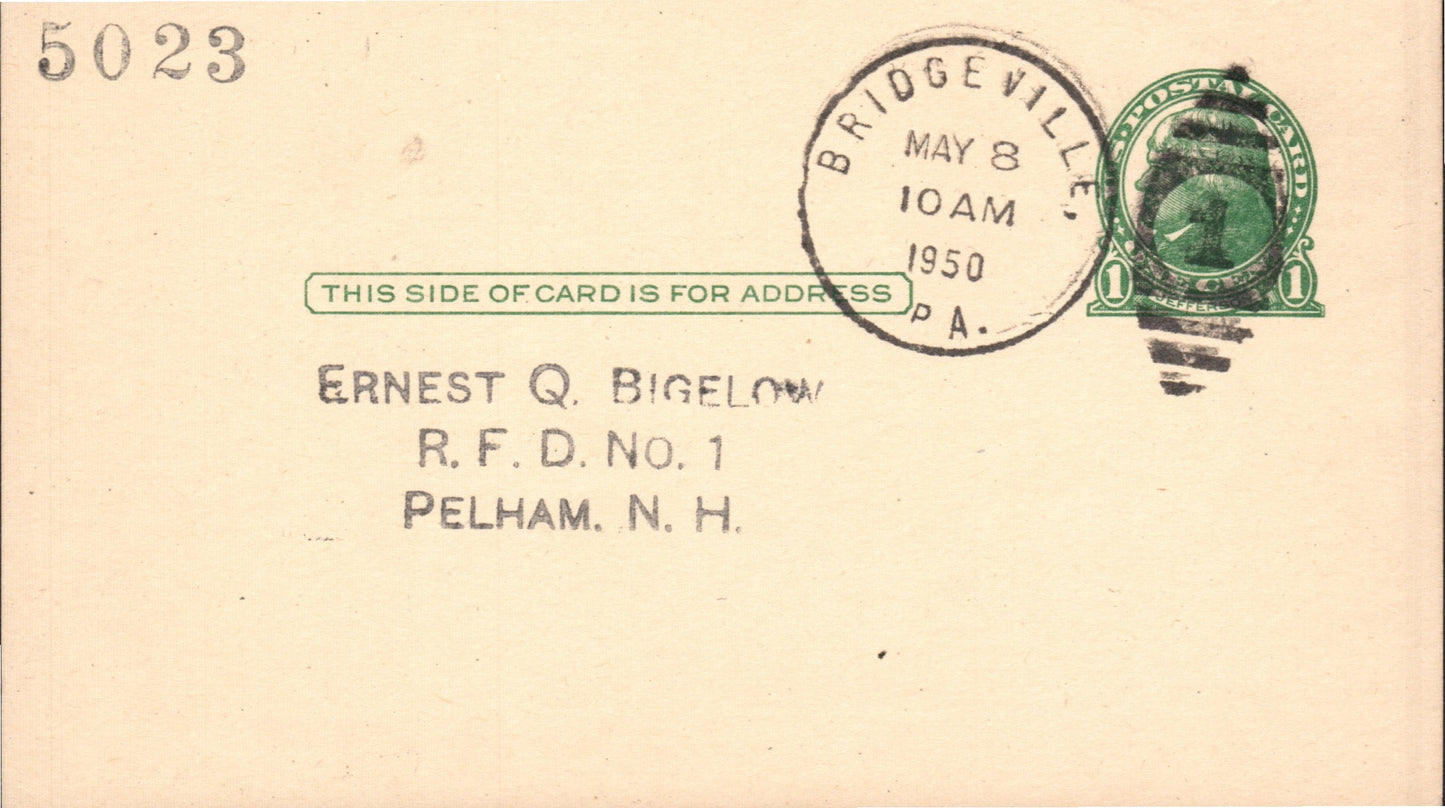 5023
BRIDGEVILLE,
MAY 8
10 AM
1950
PA.
POSTAL CARD
1
1 1
THIS SIDE OF CARD IS FOR ADDRESS
ERNEST Q. BIGELOW
R. F. D. No. 1
PELHAM. N. H.